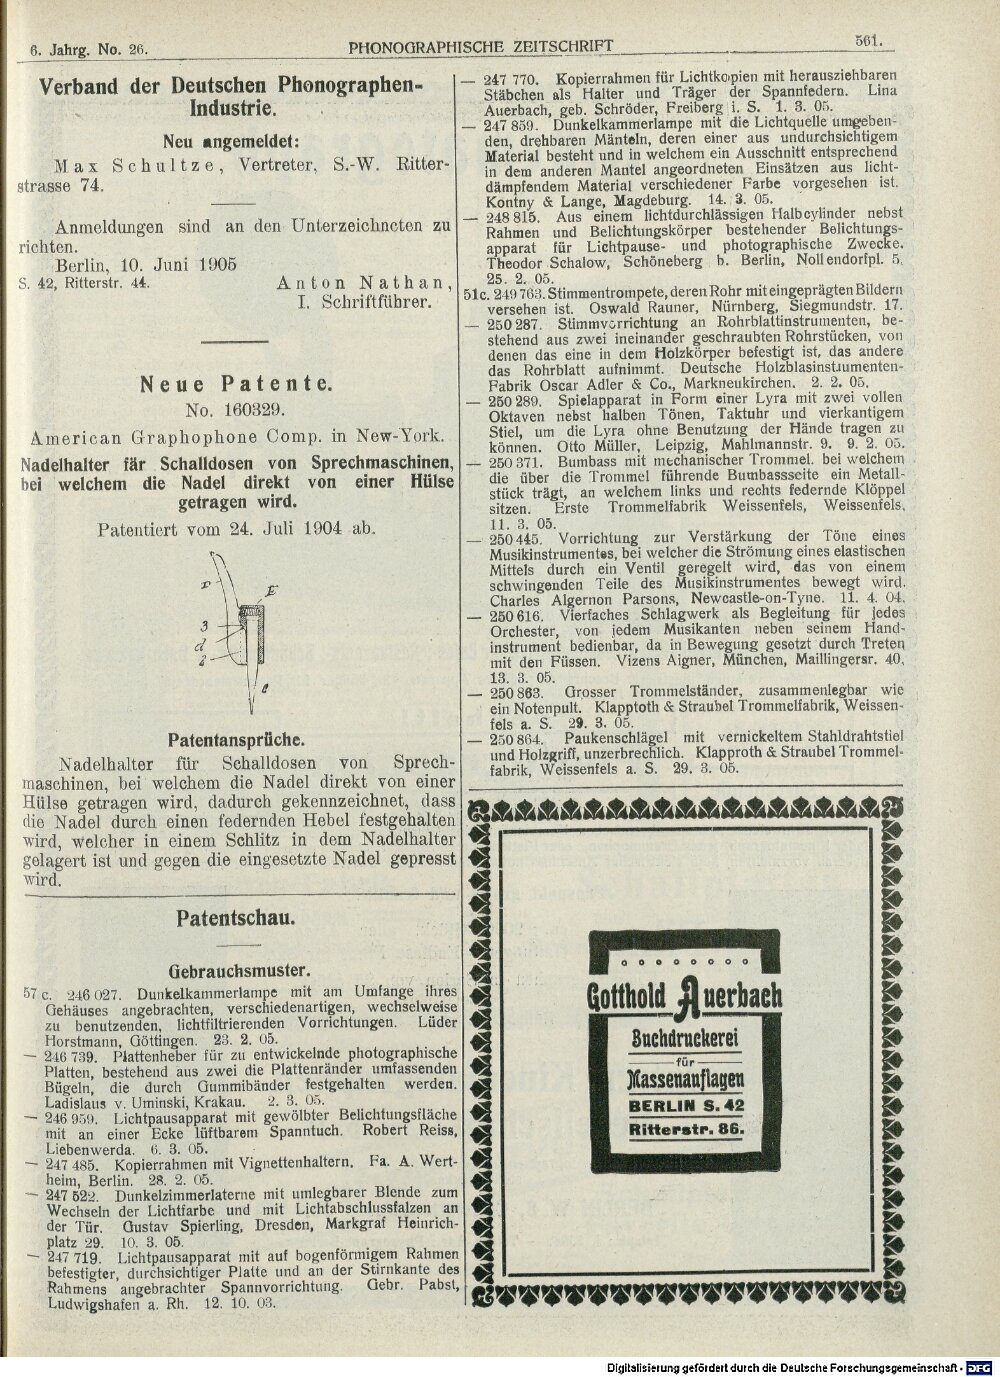 6. Jahrg. No. 26.
PHONOGRAPHISCHE ZEITSCHRIFT
561.
Verband der Deutschen Phonographen-
Industrie.
Neu angemeldet:
Max Schultze, Vertreter, S.-W. Ritter-
strasse 74.
Anmeldungen sind an den Unterzeichneten zu
richten.
Berlin, 10. Juni 1905
S. 42, Ritterstr. 44.
Anton Nathan,
I. Schriftführer.
Neue Patente.
No. 160329.
American Graphophone Comp. in New-York.
Nadelhalter fär Schalldosen von Sprechmaschinen,
bei welchem die Nadel direkt von einer Hülse
getragen wird.
Patentiert vom 24. Juli 1904 ab.
x
E
3
d
2
e
Patentansprüche.
Nadelhalter für Schalldosen von Sprech-
maschinen, bei welchem die Nadel direkt von einer
Hülse getragen wird, dadurch gekennzeichnet, dass
die Nadel durch einen federnden Hebel festgehalten
wird, welcher in einem Schlitz in dem Nadelhalter
gelagert ist und gegen die eingesetzte Nadel gepresst
wird.
Patentschau.
Gebrauchsmuster.
57 c. 246 027. Dunkelkammerlampe mit am Umfange ihres
Gehäuses angebrachten, verschiedenartigen, wechselweise
zu benutzenden, lichtfiltrierenden Vorrichtungen. Lüder
Horstmann, Göttingen. 23. 2. 05.
— 246 739. Plattenheber für zu entwickelnde photographische
Platten, bestehend aus zwei die Plattenränder umfassenden
Bügeln, die durch Gummibänder festgehalten werden.
Ladislaus v. Uminski, Krakau. 2. 3. 05.
— 246 959. Lichtpausapparat mit gewölbter Belichtungsfläche
mit an einer Ecke lüftbarem Spanntuch. Robert Reiss,
Liebenwerda. 6. 3. 05.
— 247 485. Kopierrahmen mit Vignettenhaltern. Fa. A. Wert-
heim, Berlin. 28. 2. 05.
— 247 522. Dunkelzimmerlaterne mit umlegbarer Blende zum
Wechseln der Lichtfarbe und mit Lichtabschlussfalzen an
der Tür. Gustav Spierling, Dresden, Markgraf Heinrich-
platz 29. 10. 3. 05.
— 247 719. Lichtpausapparat mit auf bogenförmigem Rahmen
befestigter, durchsichtiger Platte und an der Stirnkante des
Rahmens angebrachter Spannvorrichtung. Gebr. Pabst,
Ludwigshafen a. Rh. 12. 10. 03.
— 247 770. Kopierrahmen für Lichtkopien mit herausziehbaren
Stäbchen als Halter und Träger der Spannfedern. Lina
Auerbach, geb. Schröder, Freiberg i. S. 1. 3. 05.
— 247 859. Dunkelkammerlampe mit die Lichtquelle umgeben-
den, drehbaren Mänteln, deren einer aus undurchsichtigem
Material besteht und in welchem ein Ausschnitt entsprechend
in dem anderen Mantel angeordneten Einsätzen aus licht-
dämpfendem Material verschiedener Farbe vorgesehen ist.
Kontny & Lange, Magdeburg. 14. 3. 05.
— 248 815. Aus einem lichtdurchlässigen Halbcylinder nebst
Rahmen und Belichtungskörper bestehender Belichtungs-
apparat für Lichtpause- und photographische Zwecke.
Theodor Schalow, Schöneberg b. Berlin, Nollendorfpl. 5.
25. 2. 05.
51c. 249 763. Stimmentrompete, deren Rohr mit eingeprägten Bildern
versehen ist. Oswald Rauner, Nürnberg, Siegmundstr. 17.
— 250 287. Stimmvorrichtung an Rohrblattinstrumenten, be-
stehend aus zwei ineinander geschraubten Rohrstücken, von
denen das eine in dem Holzkörper befestigt ist, das andere
das Rohrblatt aufnimmt. Deutsche Holzblasinstrumenten-
Fabrik Oscar Adler & Co., Markneukirchen. 2. 2. 05.
— 250 289. Spielapparat in Form einer Lyra mit zwei vollen
Oktaven nebst halben Tönen, Taktuhr und vierkantigem
Stiel, um die Lyra ohne Benutzung der Hände tragen zu
können. Otto Müller, Leipzig, Mahlmannstr. 9. 9. 2. 05.
— 250 371. Bumbass mit mechanischer Trommel, bei welchem
die über die Trommel führende Bumbassseite ein Metall-
stück trägt, an welchem links und rechts federnde Klöppel
sitzen. Erste Trommelfabrik Weissenfels, Weissenfels.
11. 3. 05.
— 250 445. Vorrichtung zur Verstärkung der Töne eines
Musikinstrumentes, bei welcher die Strömung eines elastischen
Mittels durch ein Ventil geregelt wird, das von einem
schwingenden Teile des Musikinstrumentes bewegt wird.
Charles Algernon Parsons, Newcastle-on-Tyne. 11. 4. 04.
— 250 616. Vierfaches Schlagwerk als Begleitung für jedes
Orchester, von jedem Musikanten neben seinem Hand-
instrument bedienbar, da in Bewegung gesetzt durch Treten
mit den Füssen. Vizens Aigner, München, Maillingersr. 40.
13. 3. 05.
— 250 863. Grosser Trommelständer, zusammenlegbar wie
ein Notenpult. Klapptoth & Straubel Trommelfabrik, Weissen-
fels a. S. 29. 3. 05.
— 250 864. Paukenschlägel mit vernickeltem Stahldrahtstiel
und Holzgriff, unzerbrechlich. Klapproth & Straubel Trommel-
fabrik, Weissenfels a. S. 29. 3. 05.
Gotthold Auerbach
Buchdruckerei
für
Massenauflagen
BERLIN S. 42
Ritterstr. 86.
Digitalisierung gefördert durch die Deutsche Forschungsgemeinschaft - DFG